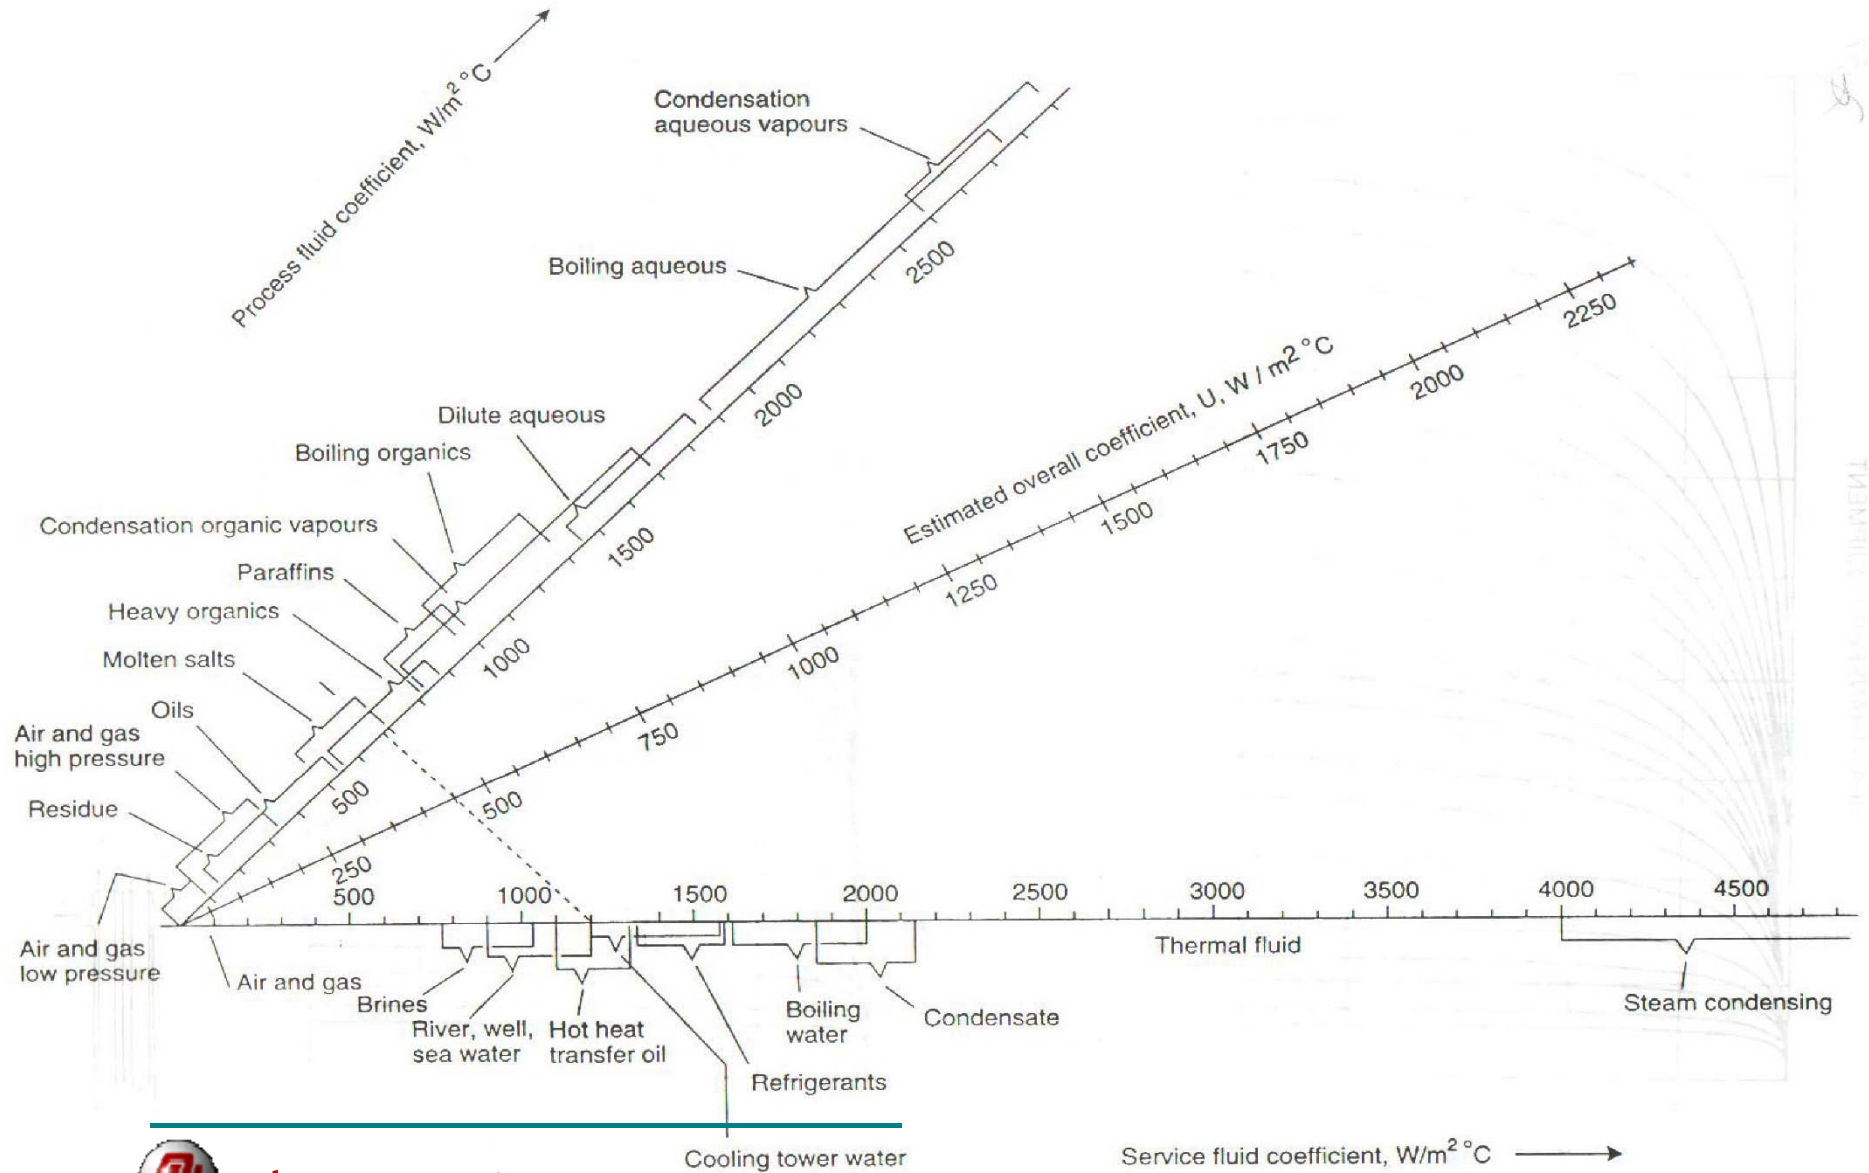 Process fluid coefficient, W/m² °C
Condensation
aqueous vapours
Boiling aqueous
Dilute aqueous
Boiling organics
Condensation organic vapours
Paraffins
Heavy organics
Molten salts
Oils
Air and gas
high pressure
Residue
Air and gas
low pressure
500
1000
1500
2000
2500
Estimated overall coefficient, U, W / m² °C
250
500
750
1000
1250
1500
1750
2000
2250
500
1000
1500
2000
2500
3000
3500
4000
4500
Thermal fluid
Air and gas
Brines
River, well,
sea water
Hot heat
transfer oil
Boiling
water
Condensate
Refrigerants
Cooling tower water
Steam condensing
Service fluid coefficient, W/m² °C